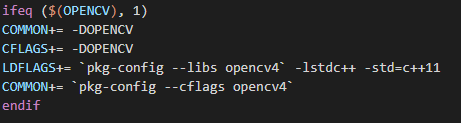 ifeq ($(OPENCV), 1)
COMMON+= -DOPENCV
CFLAGS+= -DOPENCV
LDFLAGS+= `pkg-config --libs opencv4` -lstdc++ -std=c++11
COMMON+= `pkg-config --cflags opencv4`
endif